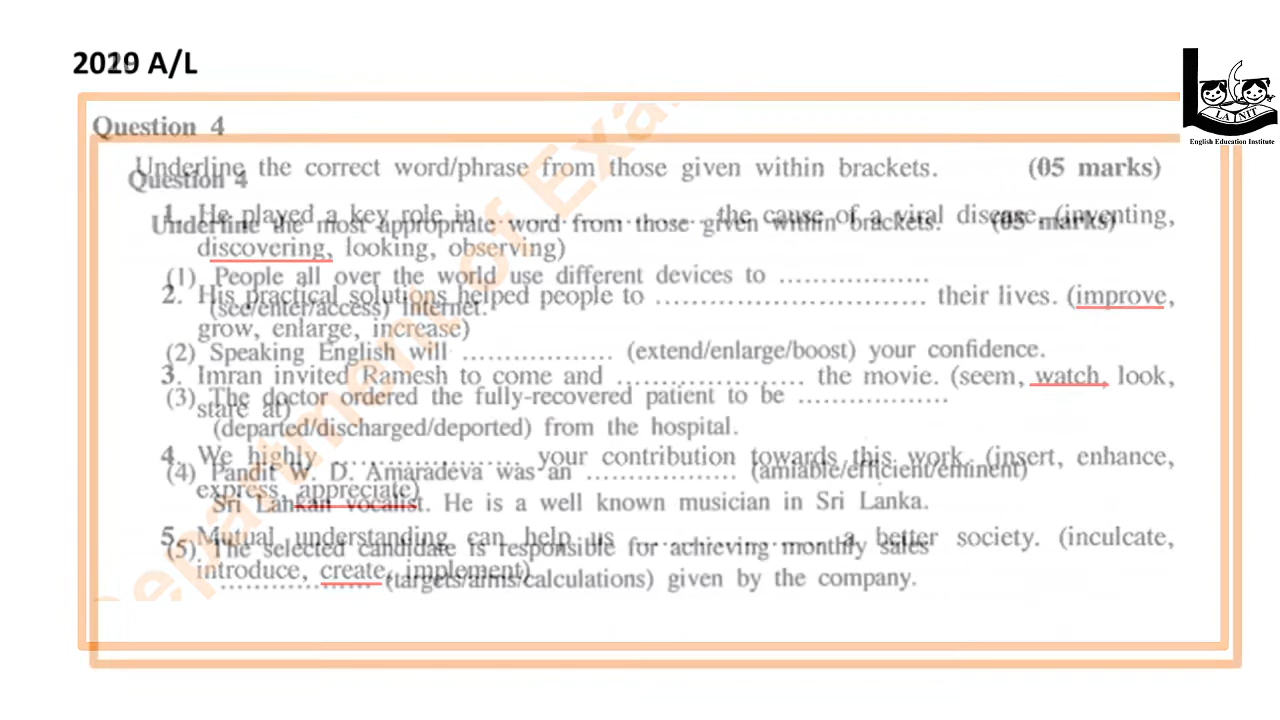 2019 A/L
LA NIT
English Education Institute
Question 4
Underline the correct word/phrase from those given within brackets. (05 marks)
1. He played a key role in ........................ the cause of a viral disease. (inventing,
discovering, looking, observing)
2. His practical solutions helped people to ........................ their lives. (improve,
grow, enlarge, increase)
3. Imran invited Ramesh to come and ........................ the movie. (seem, watch, look,
stare at)
4. We highly ........................ your contribution towards this work. (insert, enhance,
express, appreciate)
5. Mutual understanding can help us ........................ a better society. (inculcate,
introduce, create, implement)
Question 4
Underline the most appropriate word from those given within brackets. (05 marks)
(1) People all over the world use different devices to ..................
(see/enter/access) internet.
(2) Speaking English will .................. (extend/enlarge/boost) your confidence.
(3) The doctor ordered the fully-recovered patient to be ..................
(departed/discharged/deported) from the hospital.
(4) Pandit W. D. Amaradeva was an .................. (amiable/efficient/eminent)
Sri Lankan vocalist. He is a well known musician in Sri Lanka.
(5) The selected candidate is responsible for achieving monthly sales
.................. (targets/aims/calculations) given by the company.
Department of Exa